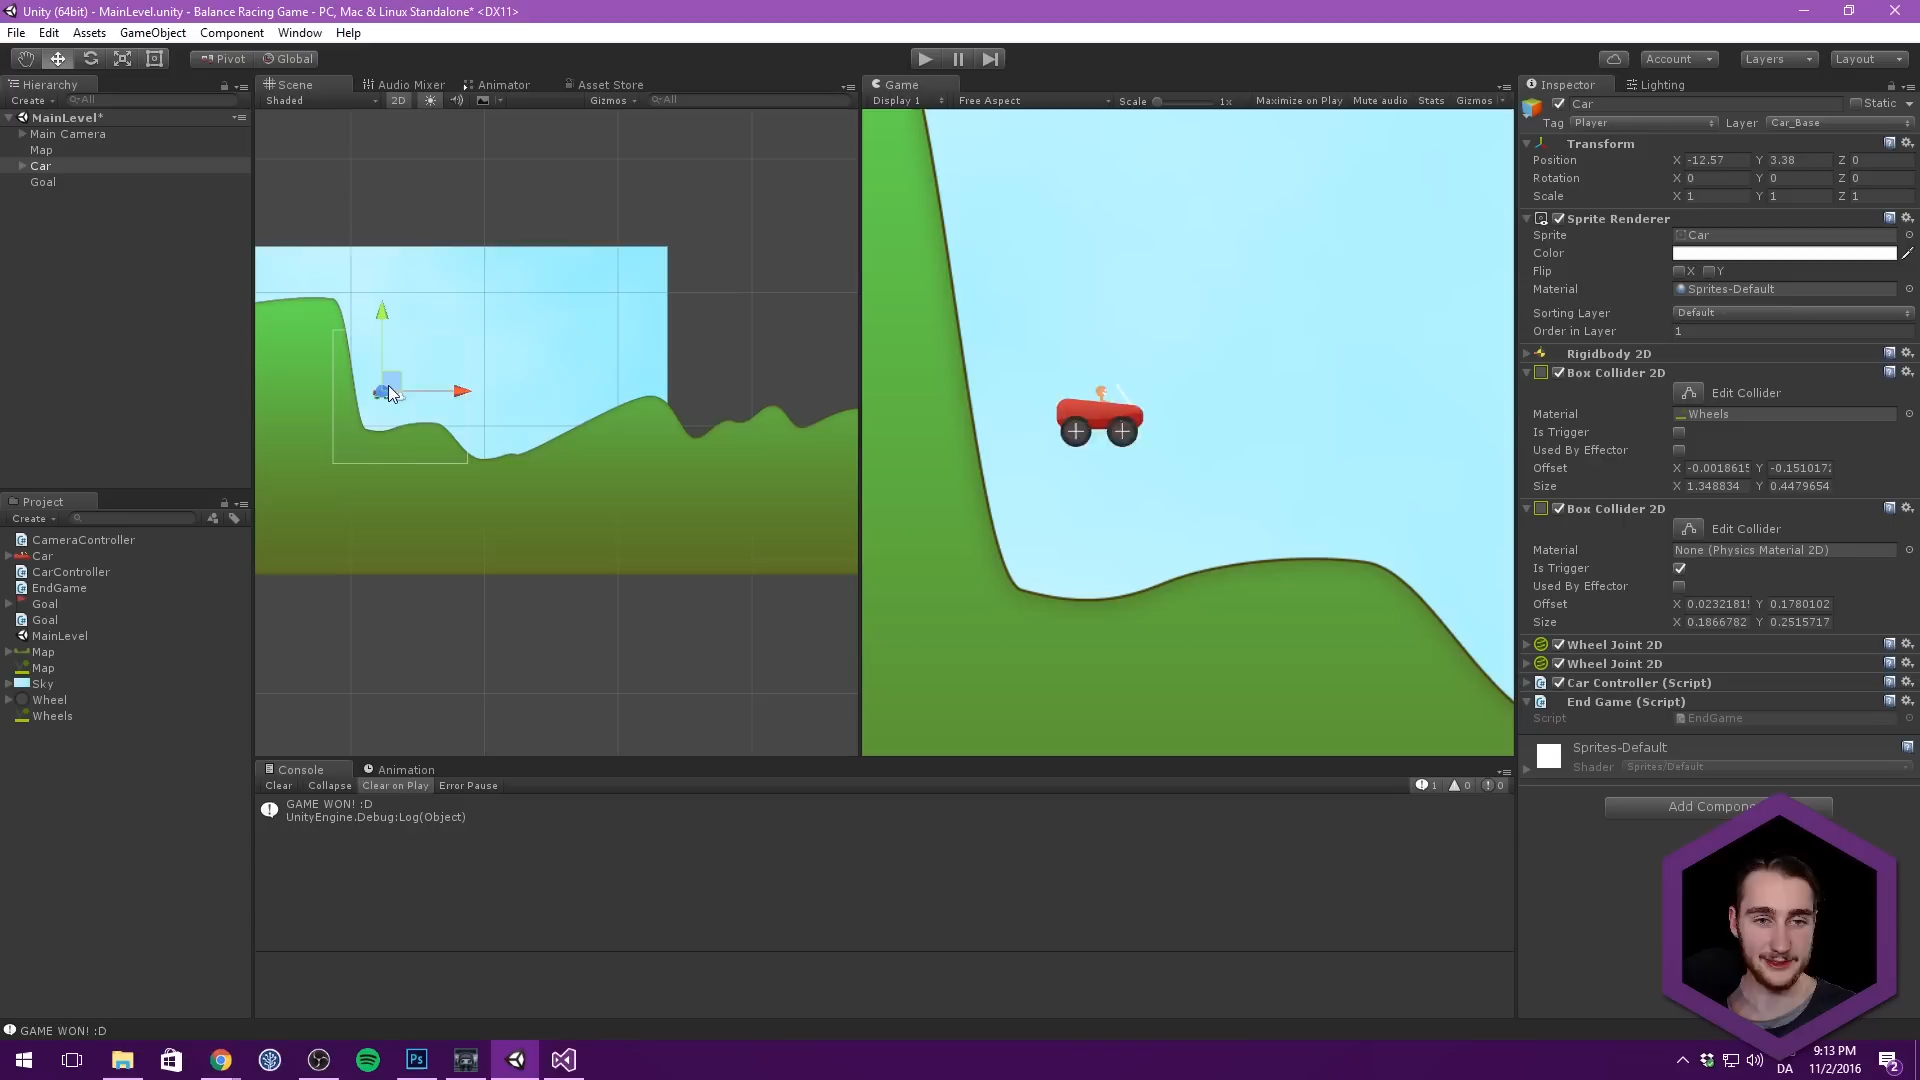 Unity (64bit) - MainLevel.unity - Balance Racing Game - PC, Mac & Linux Standalone* <DX11>
File Edit Assets GameObject Component Window Help
Pivot Global Account Layers Layout
Hierarchy
Create All
MainLevel*
Main Camera
Map
Car
Goal
Project
Create
CameraController
Car
CarController
EndGame
Goal
Goal
MainLevel
Map
Map
Sky
Wheel
Wheels
Scene Audio Mixer Animator Asset Store
Shaded 2D Gizmos All
Game
Display 1 Free Aspect Scale 1x Maximize on Play Mute audio Stats Gizmos
Console Animation
Clear Collapse Clear on Play Error Pause 1 0 0
GAME WON! :D
UnityEngine.Debug:Log(Object)
Inspector Lighting
Car Static
Tag Player Layer Car_Base
Transform
Position X -12.57 Y 3.38 Z 0
Rotation X 0 Y 0 Z 0
Scale X 1 Y 1 Z 1
Sprite Renderer
Sprite Car
Color
Flip X Y
Material Sprites-Default
Sorting Layer Default
Order in Layer 1
Rigidbody 2D
Box Collider 2D
Edit Collider
Material Wheels
Is Trigger
Used By Effector
Offset X -0.0018615 Y -0.1510172
Size X 1.348834 Y 0.4479654
Box Collider 2D
Edit Collider
Material None (Physics Material 2D)
Is Trigger
Used By Effector
Offset X 0.0232181 Y 0.1780102
Size X 0.1866782 Y 0.2515717
Wheel Joint 2D
Wheel Joint 2D
Car Controller (Script)
End Game (Script)
Script EndGame
Sprites-Default
Shader Sprites/Default
Add Compon
GAME WON! :D
Ps
DA
9:13 PM
11/2/2016
2